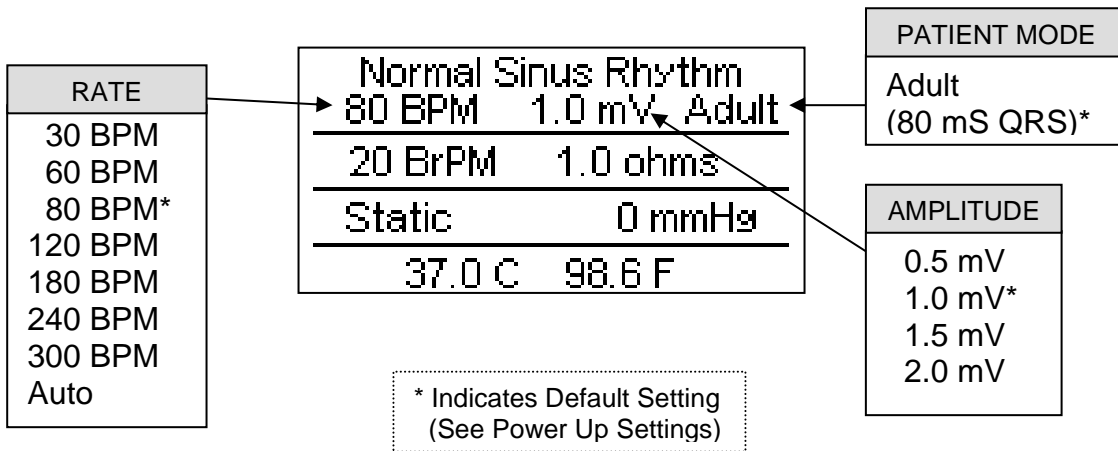 RATE
30 BPM
60 BPM
80 BPM*
120 BPM
180 BPM
240 BPM
300 BPM
Auto
Normal Sinus Rhythm
80 BPM 1.0 mV Adult
20 BrPM 1.0 ohms
Static 0 mmHg
37.0 C 98.6 F
PATIENT MODE
Adult
(80 mS QRS)*
AMPLITUDE
0.5 mV
1.0 mV*
1.5 mV
2.0 mV
* Indicates Default Setting
(See Power Up Settings)